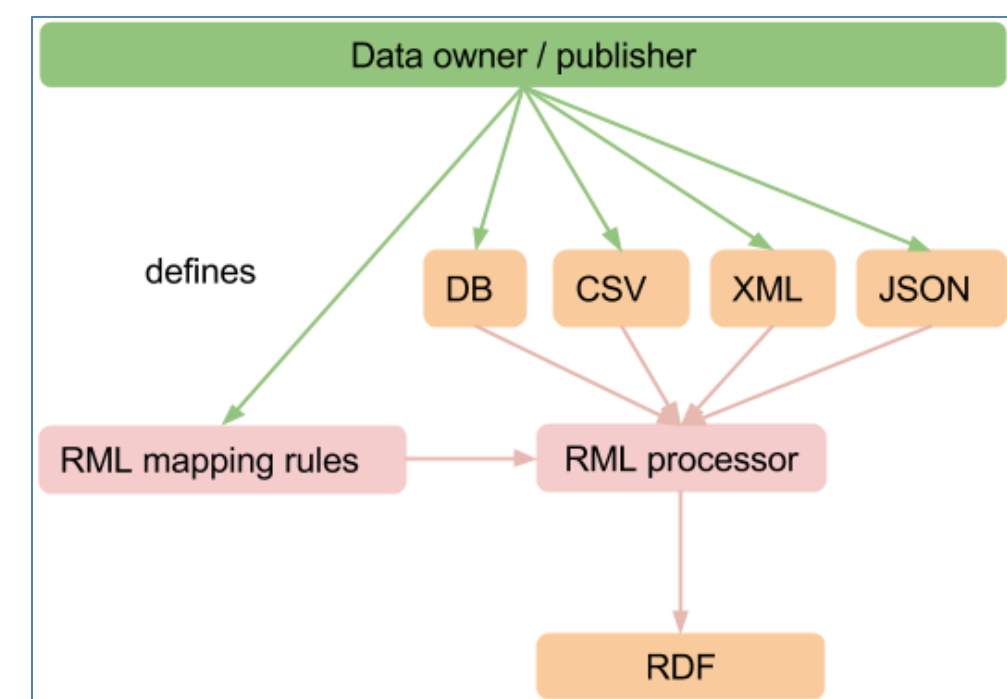 Data owner / publisher
defines
DB
CSV
XML
JSON
RML mapping rules
RML processor
RDF